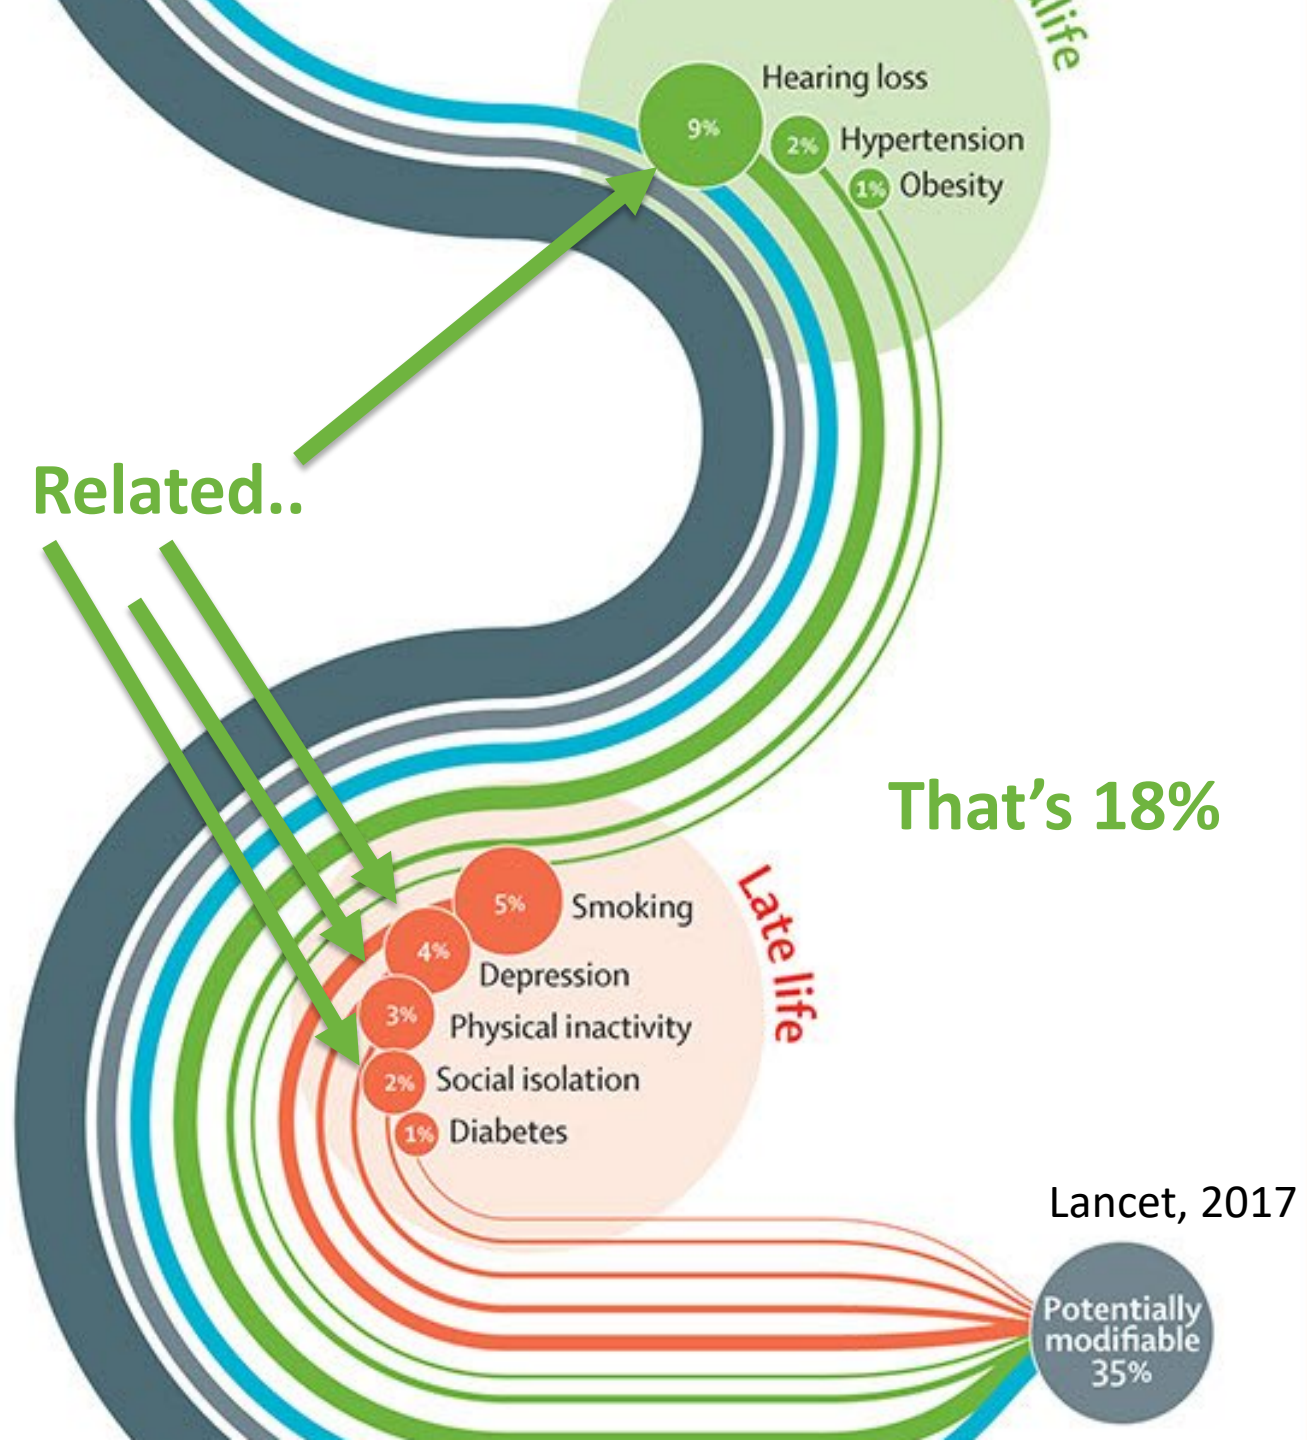 life
Hearing loss
9%
2%
Hypertension
1%
Obesity
Related..
That’s 18%
5%
Smoking
Late life
4%
Depression
3%
Physical inactivity
2%
Social isolation
1%
Diabetes
Lancet, 2017
Potentially
modifiable
35%